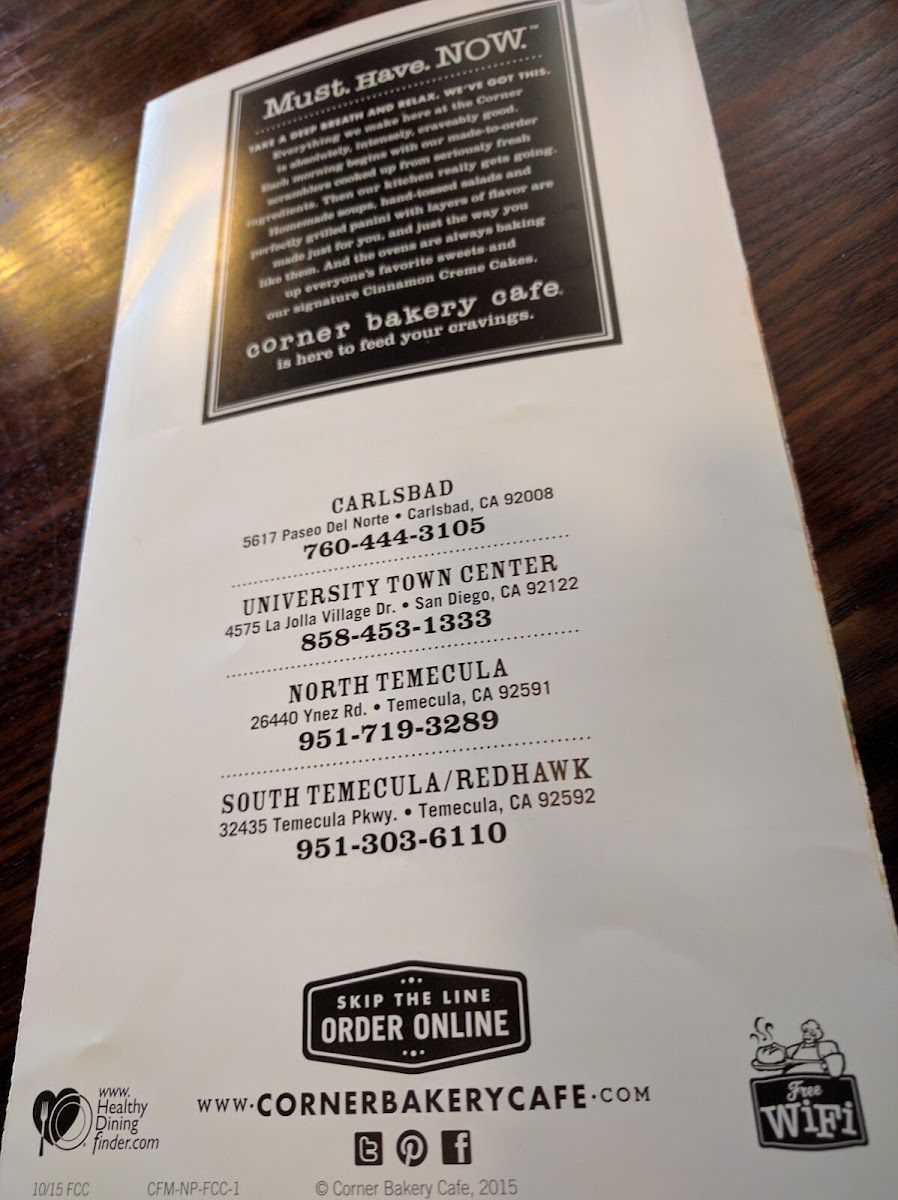 Must. Have. NOW.™
TAKE A DEEP BREATH AND RELAX. WE'VE GOT THIS.
Everything we make here at the Corner
is absolutely, intensely, craveably good.
Each morning begins with our made-to-order
scramblers cooked up from seriously fresh
ingredients. Then our kitchen really gets going.
Homemade soups, hand-tossed salads and
perfectly grilled panini with layers of flavor are
made just for you, and just the way you
like them. And the ovens are always baking
up everyone's favorite sweets and
our signature Cinnamon Creme Cakes.
corner bakery cafe®
is here to feed your cravings.
CARLSBAD
5617 Paseo Del Norte • Carlsbad, CA 92008
760-444-3105
UNIVERSITY TOWN CENTER
4575 La Jolla Village Dr. • San Diego, CA 92122
858-453-1333
NORTH TEMECULA
26440 Ynez Rd. • Temecula, CA 92591
951-719-3289
SOUTH TEMECULA/REDHAWK
32435 Temecula Pkwy. • Temecula, CA 92592
951-303-6110
SKIP THE LINE
ORDER ONLINE
www.
Healthy
Dining
finder.com
WWW.CORNERBAKERYCAFE.COM
Free
WiFi
10/15 FCC CFM-NP-FCC-1 © Corner Bakery Cafe, 2015